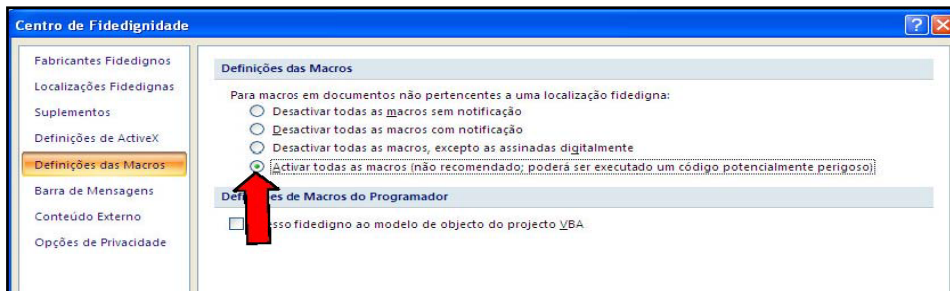 Centro de Fidedignidade
Fabricantes Fidedignos
Localizações Fidedignas
Suplementos
Definições de ActiveX
Definições das Macros
Barra de Mensagens
Conteúdo Externo
Opções de Privacidade
Definições das Macros
Para macros em documentos não pertencentes a uma localização fidedigna:
Desactivar todas as macros sem notificação
Desactivar todas as macros com notificação
Desactivar todas as macros, excepto as assinadas digitalmente
Activar todas as macros (não recomendado; poderá ser executado um código potencialmente perigoso)
de Macros do Programador
fidedigno ao modelo de objecto do projecto VBA